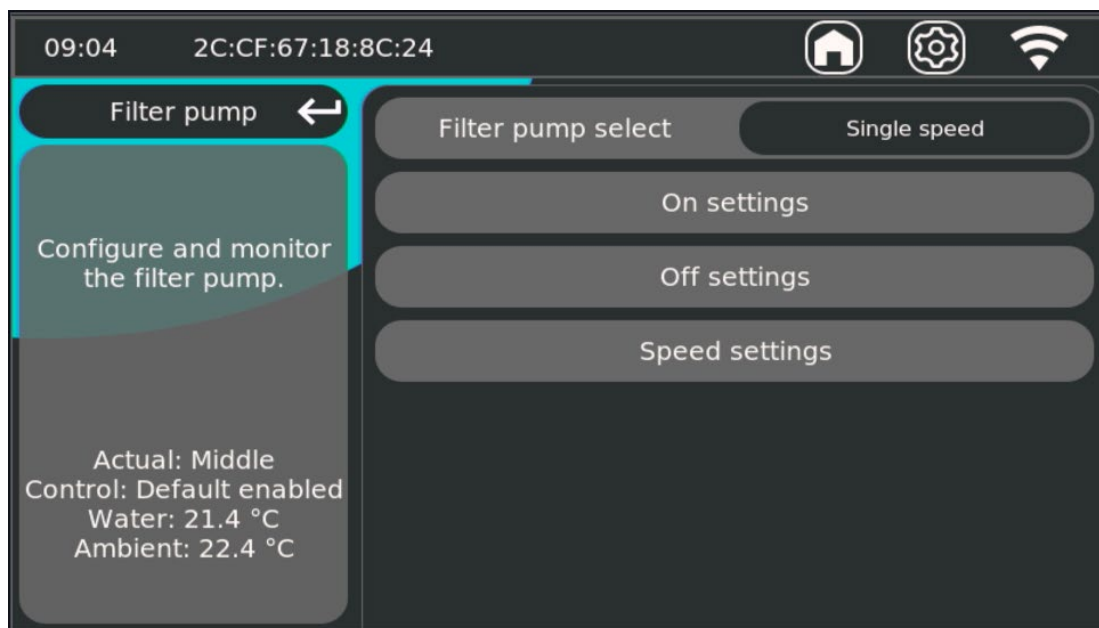 09:04 2C:CF:67:18:8C:24
Filter pump
Configure and monitor
the filter pump.
Actual: Middle
Control: Default enabled
Water: 21.4 °C
Ambient: 22.4 °C
Filter pump select Single speed
On settings
Off settings
Speed settings